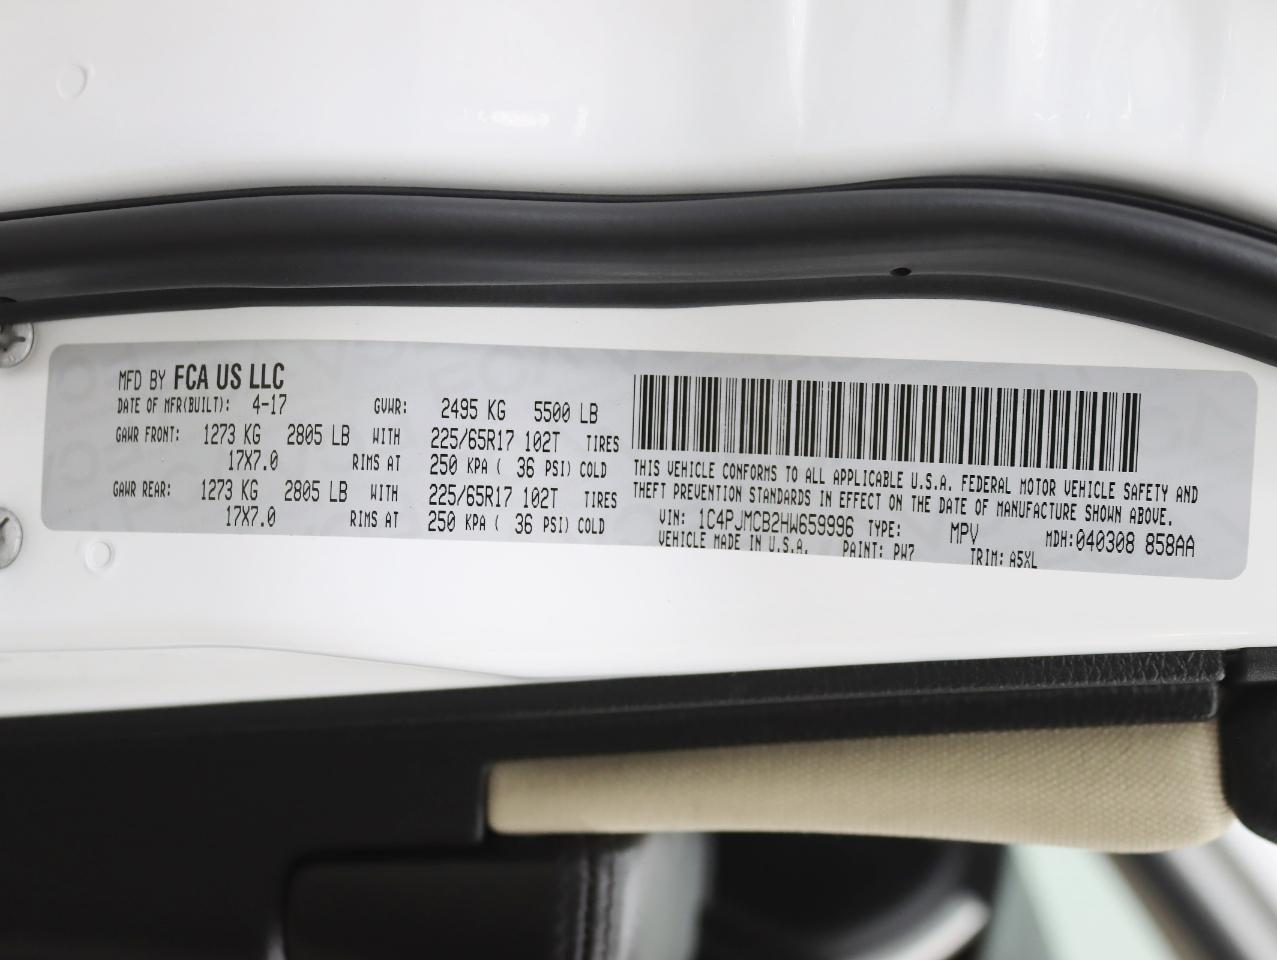 MFD BY FCA US LLC
DATE OF MFR(BUILT): 4-17 GVWR: 2495 KG 5500 LB
GAWR FRONT: 1273 KG 2805 LB WITH 225/65R17 102T TIRES
17X7.0 RIMS AT 250 KPA ( 36 PSI) COLD
GAWR REAR: 1273 KG 2805 LB WITH 225/65R17 102T TIRES
17X7.0 RIMS AT 250 KPA ( 36 PSI) COLD
THIS VEHICLE CONFORMS TO ALL APPLICABLE U.S.A. FEDERAL MOTOR VEHICLE SAFETY AND
THEFT PREVENTION STANDARDS IN EFFECT ON THE DATE OF MANUFACTURE SHOWN ABOVE.
VIN: 1C4PJMCB2HW659996 TYPE: MPV MDH:040308 858AA
VEHICLE MADE IN U.S.A. PAINT: PW7 TRIM: A5XL